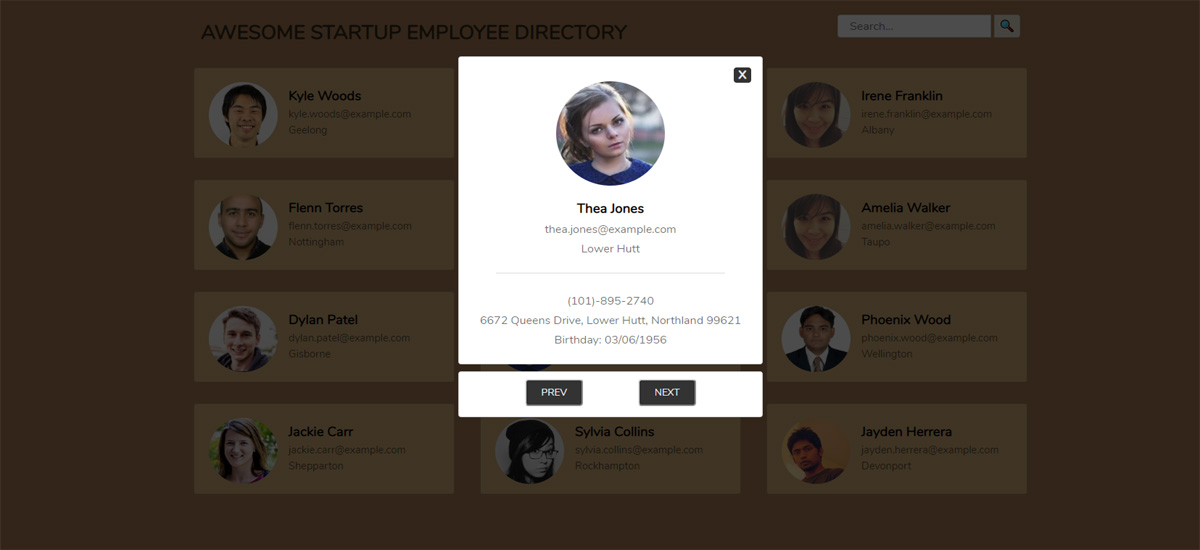 AWESOME STARTUP EMPLOYEE DIRECTORY
Search...
X
Kyle Woods
kyle.woods@example.com
Geelong
Thea Jones
thea.jones@example.com
Lower Hutt
(101)-895-2740
6672 Queens Drive, Lower Hutt, Northland 99621
Birthday: 03/06/1956
PREV
NEXT
Irene Franklin
irene.franklin@example.com
Albany
Flenn Torres
flenn.torres@example.com
Nottingham
Amelia Walker
amelia.walker@example.com
Taupo
Dylan Patel
dylan.patel@example.com
Gisborne
Phoenix Wood
phoenix.wood@example.com
Wellington
Jackie Carr
jackie.carr@example.com
Shepparton
Sylvia Collins
sylvia.collins@example.com
Rockhampton
Jayden Herrera
jayden.herrera@example.com
Devonport